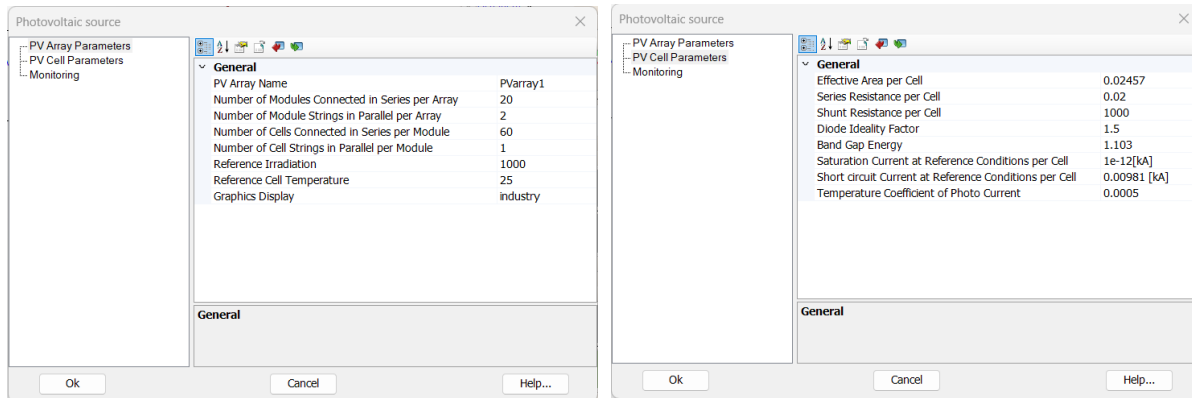 Photovoltaic source
PV Array Parameters
PV Cell Parameters
Monitoring
General
PV Array Name PVarray1
Number of Modules Connected in Series per Array 20
Number of Module Strings in Parallel per Array 2
Number of Cells Connected in Series per Module 60
Number of Cell Strings in Parallel per Module 1
Reference Irradiation 1000
Reference Cell Temperature 25
Graphics Display industry
General
Ok Cancel Help...
Photovoltaic source
PV Array Parameters
PV Cell Parameters
Monitoring
General
Effective Area per Cell 0.02457
Series Resistance per Cell 0.02
Shunt Resistance per Cell 1000
Diode Ideality Factor 1.5
Band Gap Energy 1.103
Saturation Current at Reference Conditions per Cell 1e-12[kA]
Short circuit Current at Reference Conditions per Cell 0.00981 [kA]
Temperature Coefficient of Photo Current 0.0005
General
Ok Cancel Help...